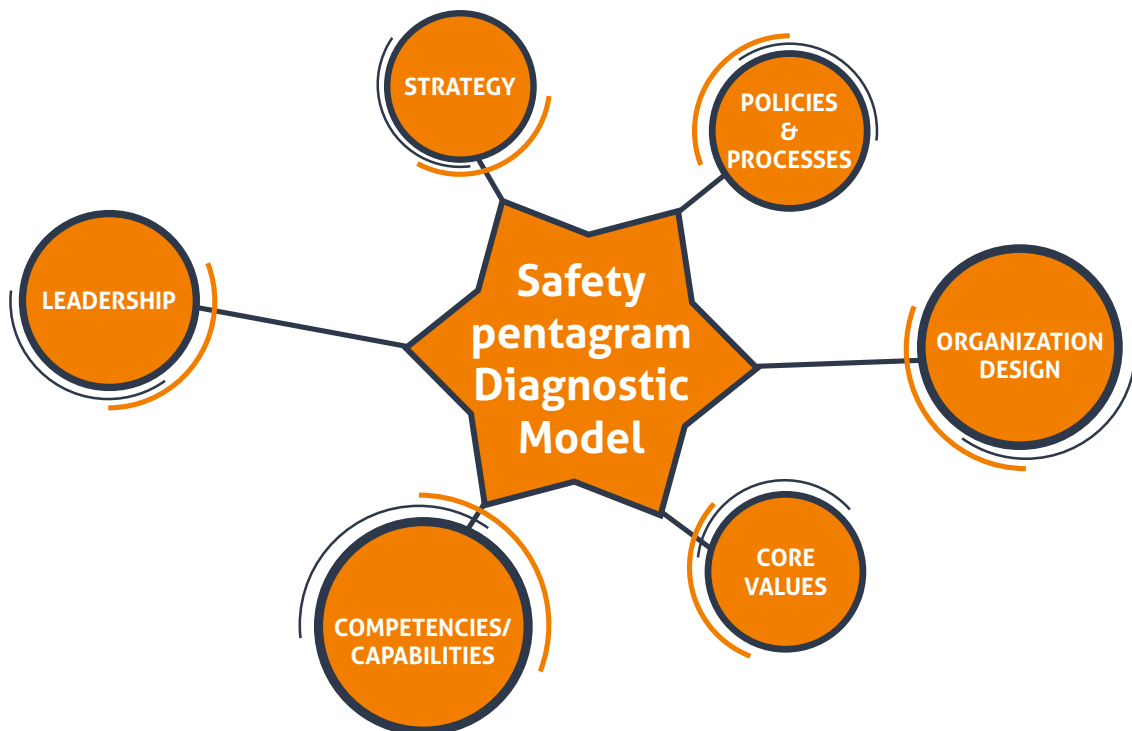 STRATEGY
POLICIES
&
PROCESSES
LEADERSHIP
Safety
pentagram
Diagnostic
Model
ORGANIZATION
DESIGN
CORE
VALUES
COMPETENCIES/
CAPABILITIES